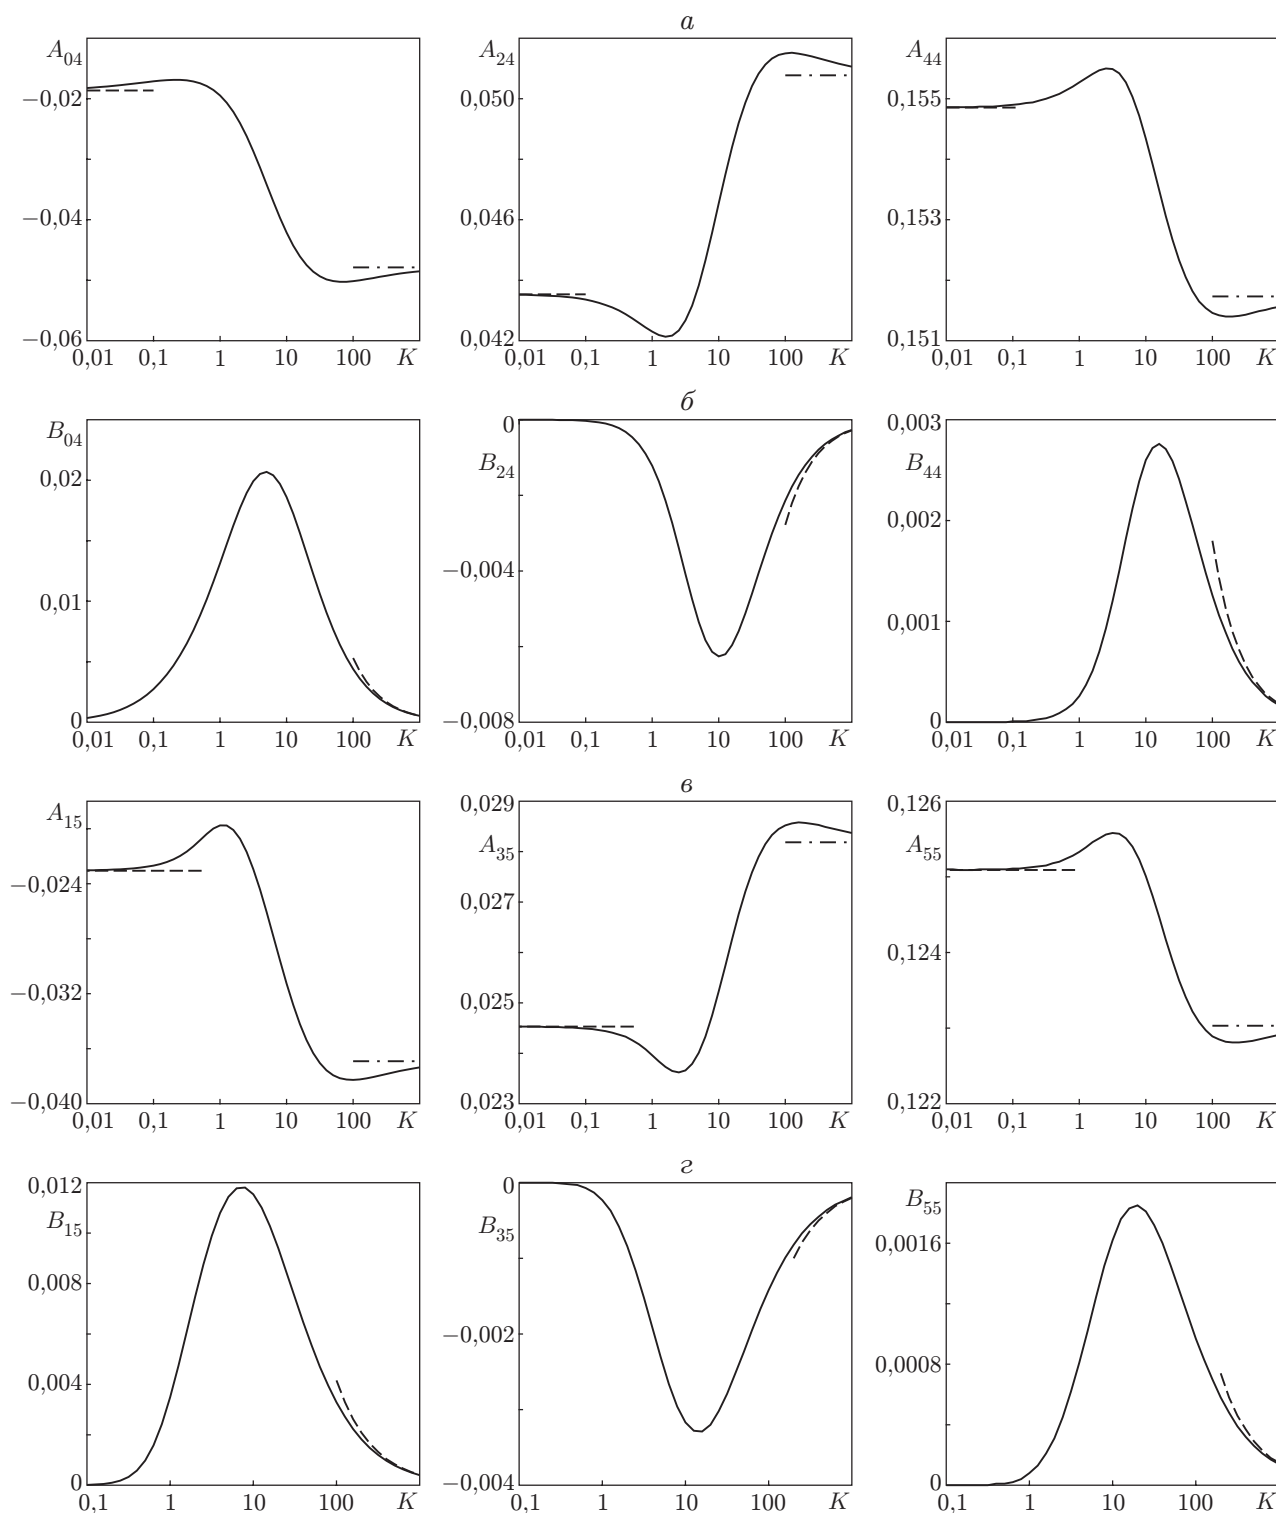 а
A04
−0,02
−0,04
−0,06
0,01 0,1 1 10 100 K
A24
0,050
0,046
0,042
0,01 0,1 1 10 100 K
A44
0,155
0,153
0,151
0,01 0,1 1 10 100 K
б
B04
0,02
0,01
0
0,01 0,1 1 10 100 K
0
B24
−0,004
−0,008
0,01 0,1 1 10 100 K
0,003
B44
0,002
0,001
0
0,01 0,1 1 10 100 K
в
A15
−0,024
−0,032
−0,040
0,01 0,1 1 10 100 K
0,029
A35
0,027
0,025
0,023
0,01 0,1 1 10 100 K
0,126
A55
0,124
0,122
0,01 0,1 1 10 100 K
г
0,012
B15
0,008
0,004
0
0,1 1 10 100 K
0
B35
−0,002
−0,004
0,1 1 10 100 K
B55
0,0016
0,0008
0
0,1 1 10 100 K